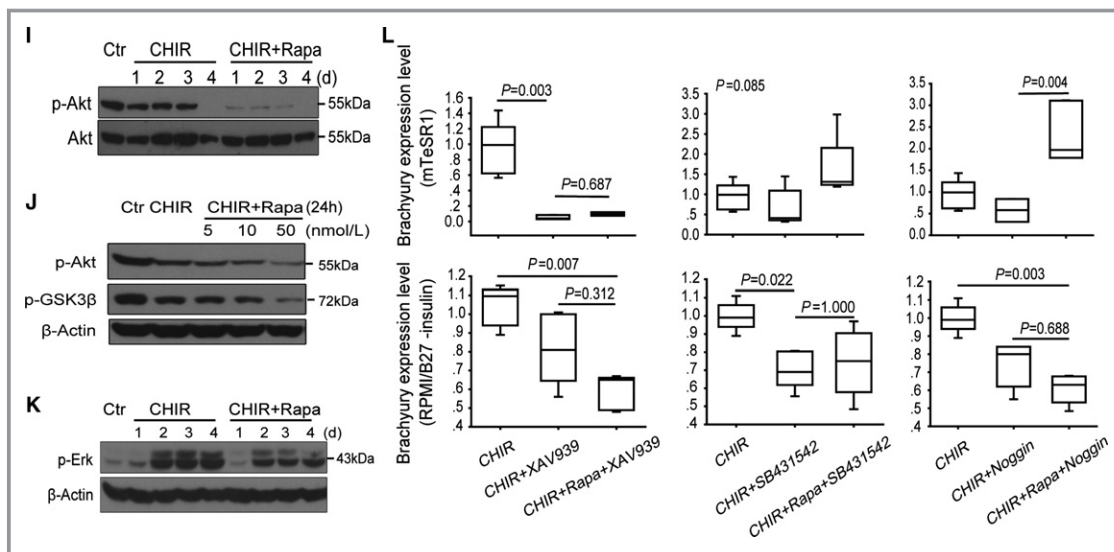 I
Ctr CHIR CHIR+Rapa
1 2 3 4 1 2 3 4 (d)
p-Akt 55kDa
Akt 55kDa
J
Ctr CHIR CHIR+Rapa (24h)
5 10 50 (nmol/L)
p-Akt 55kDa
p-GSK3β 72kDa
β-Actin
K
Ctr CHIR CHIR+Rapa
1 2 3 4 1 2 3 4 (d)
p-Erk 43kDa
β-Actin
L
Brachyury expression level
(mTeSR1)
1.6
1.4
1.2
1.0
.8
.6
.4
.2
0.0
P=0.003
P=0.687
3.5
3.0
2.5
2.0
1.5
1.0
.5
0.0
P=0.085
3.5
3.0
2.5
2.0
1.5
1.0
.5
0.0
P=0.004
Brachyury expression level
(RPMI/B27 -insulin)
1.2
1.1
1.0
.9
.8
.7
.6
.5
.4
P=0.007
P=0.312
CHIR
CHIR+XAV939
CHIR+Rapa+XAV939
1.2
1.1
1.0
.9
.8
.7
.6
.5
.4
P=0.022
P=1.000
CHIR
CHIR+SB431542
CHIR+Rapa+SB431542
1.2
1.1
1.0
.9
.8
.7
.6
.5
.4
P=0.003
P=0.688
CHIR
CHIR+Noggin
CHIR+Rapa+Noggin